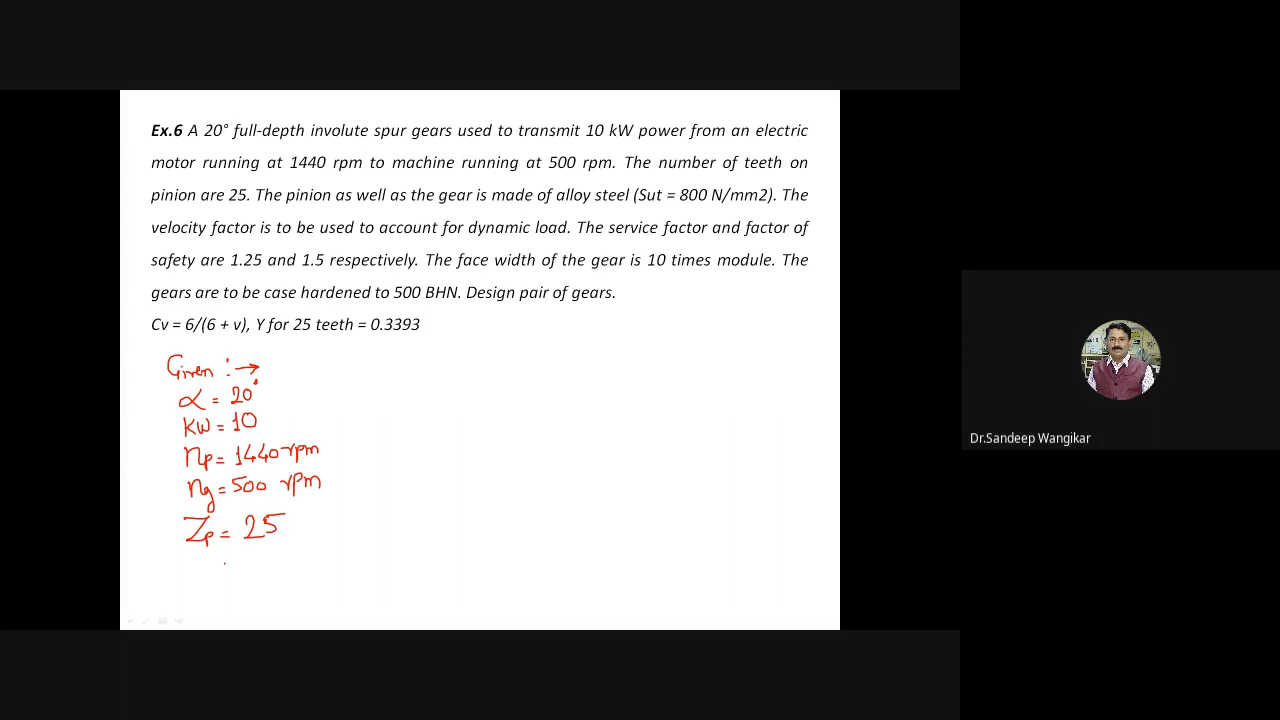 Ex.6 A 20° full-depth involute spur gears used to transmit 10 kW power from an electric
motor running at 1440 rpm to machine running at 500 rpm. The number of teeth on
pinion are 25. The pinion as well as the gear is made of alloy steel (Sut = 800 N/mm2). The
velocity factor is to be used to account for dynamic load. The service factor and factor of
safety are 1.25 and 1.5 respectively. The face width of the gear is 10 times module. The
gears are to be case hardened to 500 BHN. Design pair of gears.
Cv = 6/(6 + v), Y for 25 teeth = 0.3393
Given :→
α = 20°
KW = 10
np = 1440 rpm
ng = 500 rpm
Zp = 25
Dr.Sandeep Wangikar